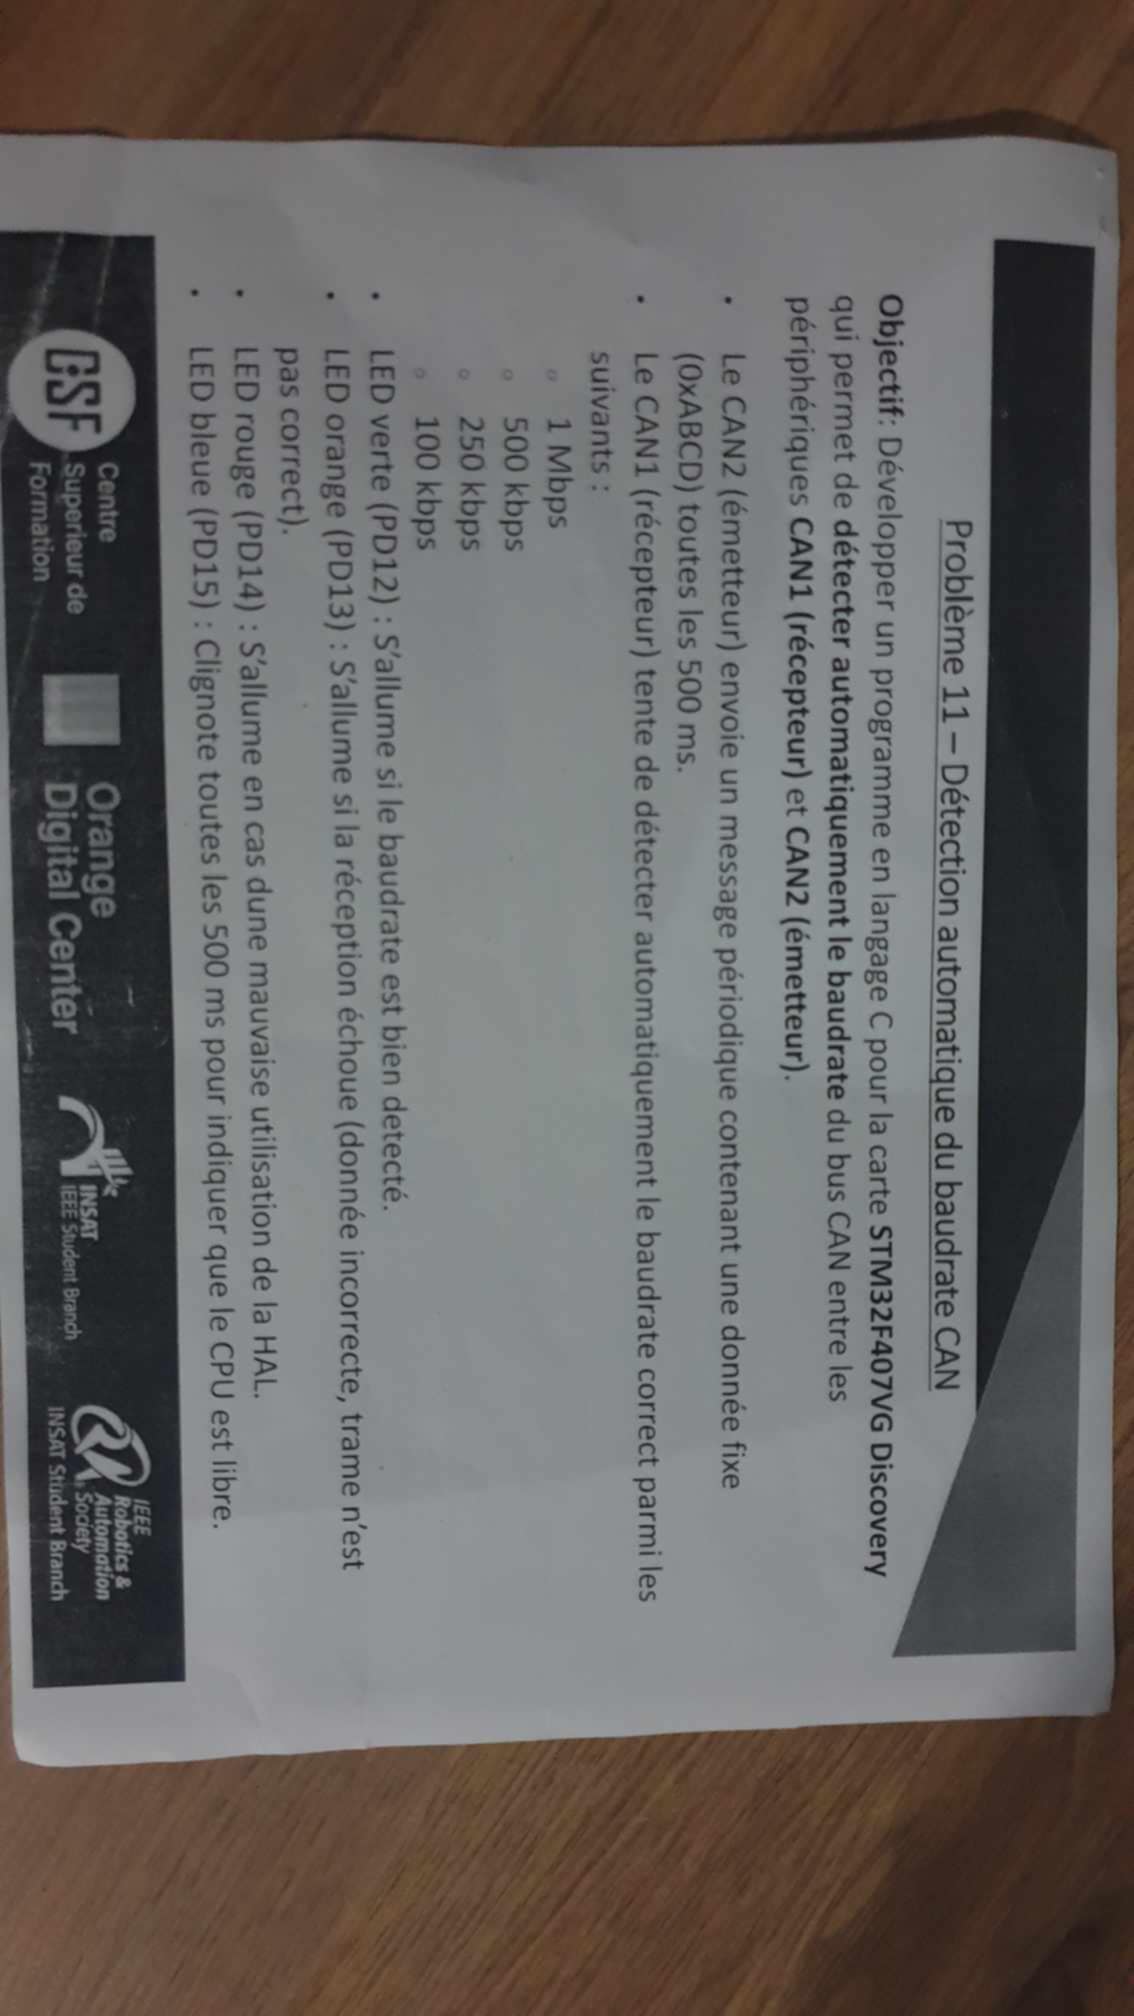 Problème 11 – Détection automatique du baudrate CAN
Objectif: Développer un programme en langage C pour la carte STM32F407VG Discovery
qui permet de détecter automatiquement le baudrate du bus CAN entre les
périphériques CAN1 (récepteur) et CAN2 (émetteur).
• Le CAN2 (émetteur) envoie un message périodique contenant une donnée fixe
(0xABCD) toutes les 500 ms.
• Le CAN1 (récepteur) tente de détecter automatiquement le baudrate correct parmi les
suivants :
◦ 1 Mbps
◦ 500 kbps
◦ 250 kbps
◦ 100 kbps
• LED verte (PD12) : S’allume si le baudrate est bien detecté.
• LED orange (PD13) : S’allume si la réception échoue (donnée incorrecte, trame n’est
pas correct).
• LED rouge (PD14) : S’allume en cas dune mauvaise utilisation de la HAL.
• LED bleue (PD15) : Clignote toutes les 500 ms pour indiquer que le CPU est libre.
CSF
Centre
Superieur de
Formation
Orange
Digital Center
INSAT
IEEE Student Branch
RA
IEEE
Robotics &
Automation
Society
INSAT Student Branch